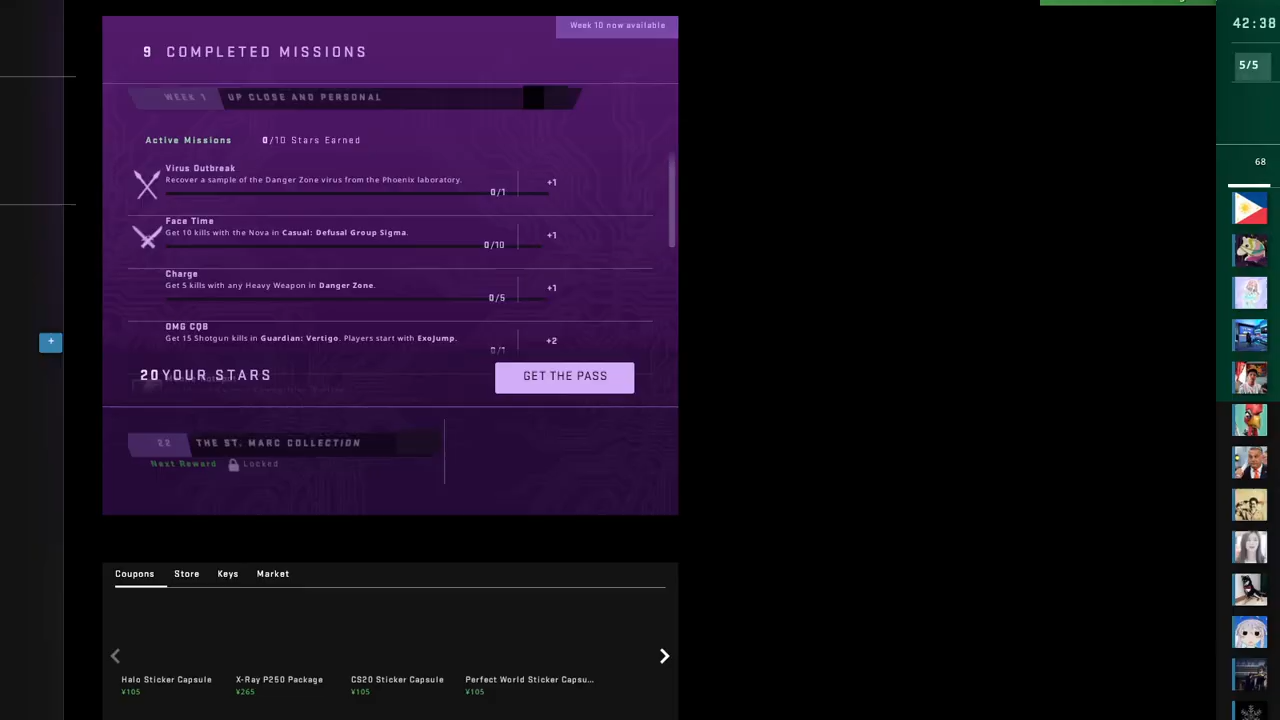 Week 10 now available
9 COMPLETED MISSIONS
WEEK 1 UP CLOSE AND PERSONAL
Active Missions 0/10 Stars Earned
Virus Outbreak
Recover a sample of the Danger Zone virus from the Phoenix laboratory.
0/1
+1
Face Time
Get 10 kills with the Nova in Casual: Defusal Group Sigma.
0/10
+1
Charge
Get 5 kills with any Heavy Weapon in Danger Zone.
0/5
+1
OMG CQB
Get 15 Shotgun kills in Guardian: Vertigo. Players start with ExoJump.
0/1
+2
20 YOUR STARS
GET THE PASS
22 THE ST. MARC COLLECTION
Next Reward Locked
Coupons Store Keys Market
Halo Sticker Capsule
¥105
X-Ray P250 Package
¥265
CS20 Sticker Capsule
¥105
Perfect World Sticker Capsu...
¥105
42:38
5/5
68
+